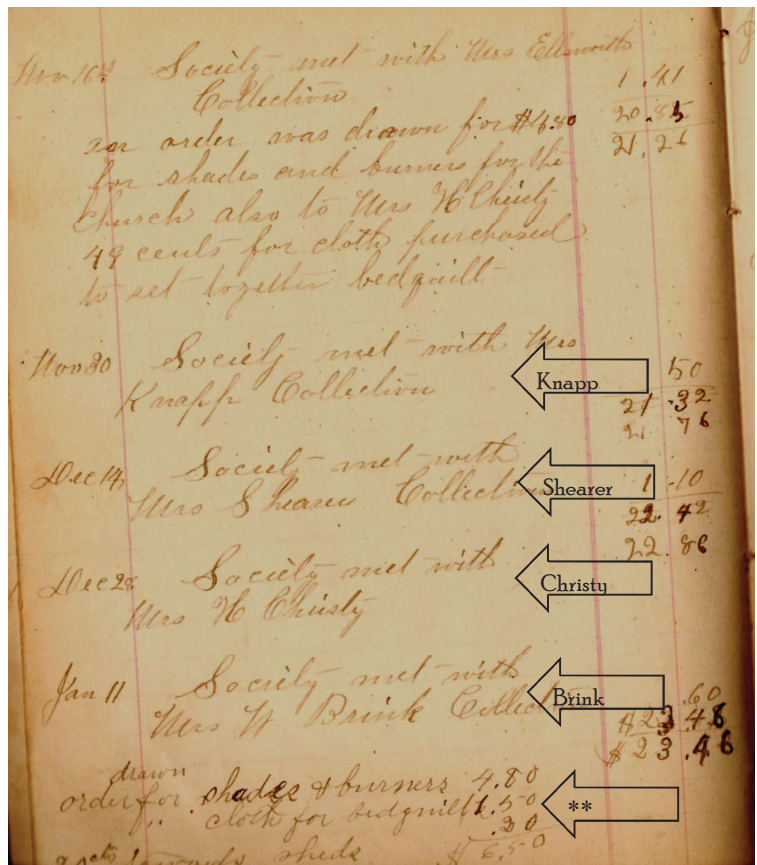 Nov 16th Society met with Mrs Ellsworth
Collection 1.41
an order was drawn for $4.80 20.85
for shades and burners for the 21.26
church also to Mrs H Christy
49 cents for cloth purchased
to set together bedquilt
Nov 30 Society met with Mrs
Knapp Collection Knapp 50
21.32
21 76
Dec 14 Society met with
Mrs Shearer Collection Shearer 1.10
22.42
22.86
Dec 28 Society met with
Mrs H Christy Christy
Jan 11 Society met with
Mrs W Brink Collection Brink .60
$23.48
$23.46
drawn
order for shades & burners 4.80
" cloth for bedquilt 1.50 **
.20
$6.50
sheds